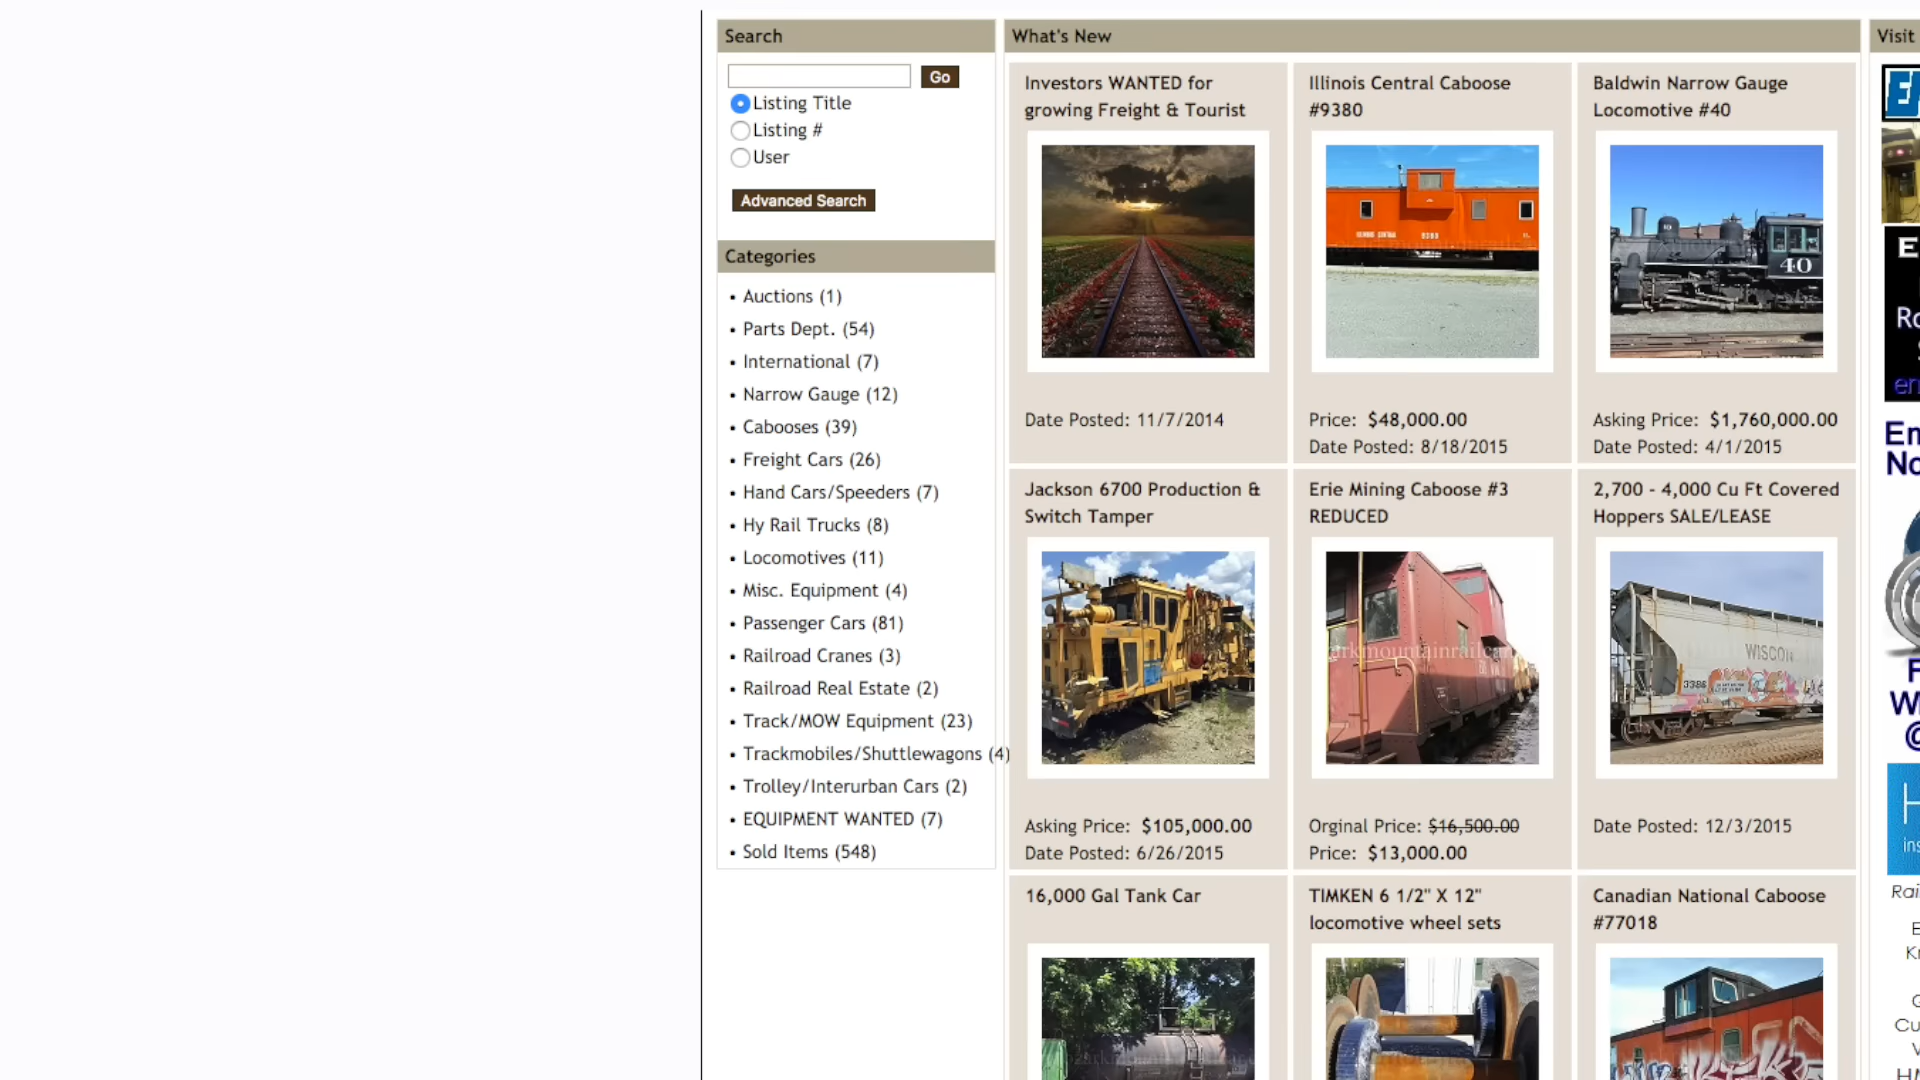 Search
Go
Listing Title
Listing #
User
Advanced Search
Categories
• Auctions (1)
• Parts Dept. (54)
• International (7)
• Narrow Gauge (12)
• Cabooses (39)
• Freight Cars (26)
• Hand Cars/Speeders (7)
• Hy Rail Trucks (8)
• Locomotives (11)
• Misc. Equipment (4)
• Passenger Cars (81)
• Railroad Cranes (3)
• Railroad Real Estate (2)
• Track/MOW Equipment (23)
• Trackmobiles/Shuttlewagons (4)
• Trolley/Interurban Cars (2)
• EQUIPMENT WANTED (7)
• Sold Items (548)
What's New
Investors WANTED for
growing Freight & Tourist
Date Posted: 11/7/2014
Illinois Central Caboose
#9380
Price: $48,000.00
Date Posted: 8/18/2015
Baldwin Narrow Gauge
Locomotive #40
40
Asking Price: $1,760,000.00
Date Posted: 4/1/2015
Jackson 6700 Production &
Switch Tamper
Asking Price: $105,000.00
Date Posted: 6/26/2015
Erie Mining Caboose #3
REDUCED
arkmountainrailcar
Orginal Price: $16,500.00
Price: $13,000.00
2,700 - 4,000 Cu Ft Covered
Hoppers SALE/LEASE
WISCON
3386
Date Posted: 12/3/2015
16,000 Gal Tank Car
TIMKEN 6 1/2" X 12"
locomotive wheel sets
Canadian National Caboose
#77018
Visit